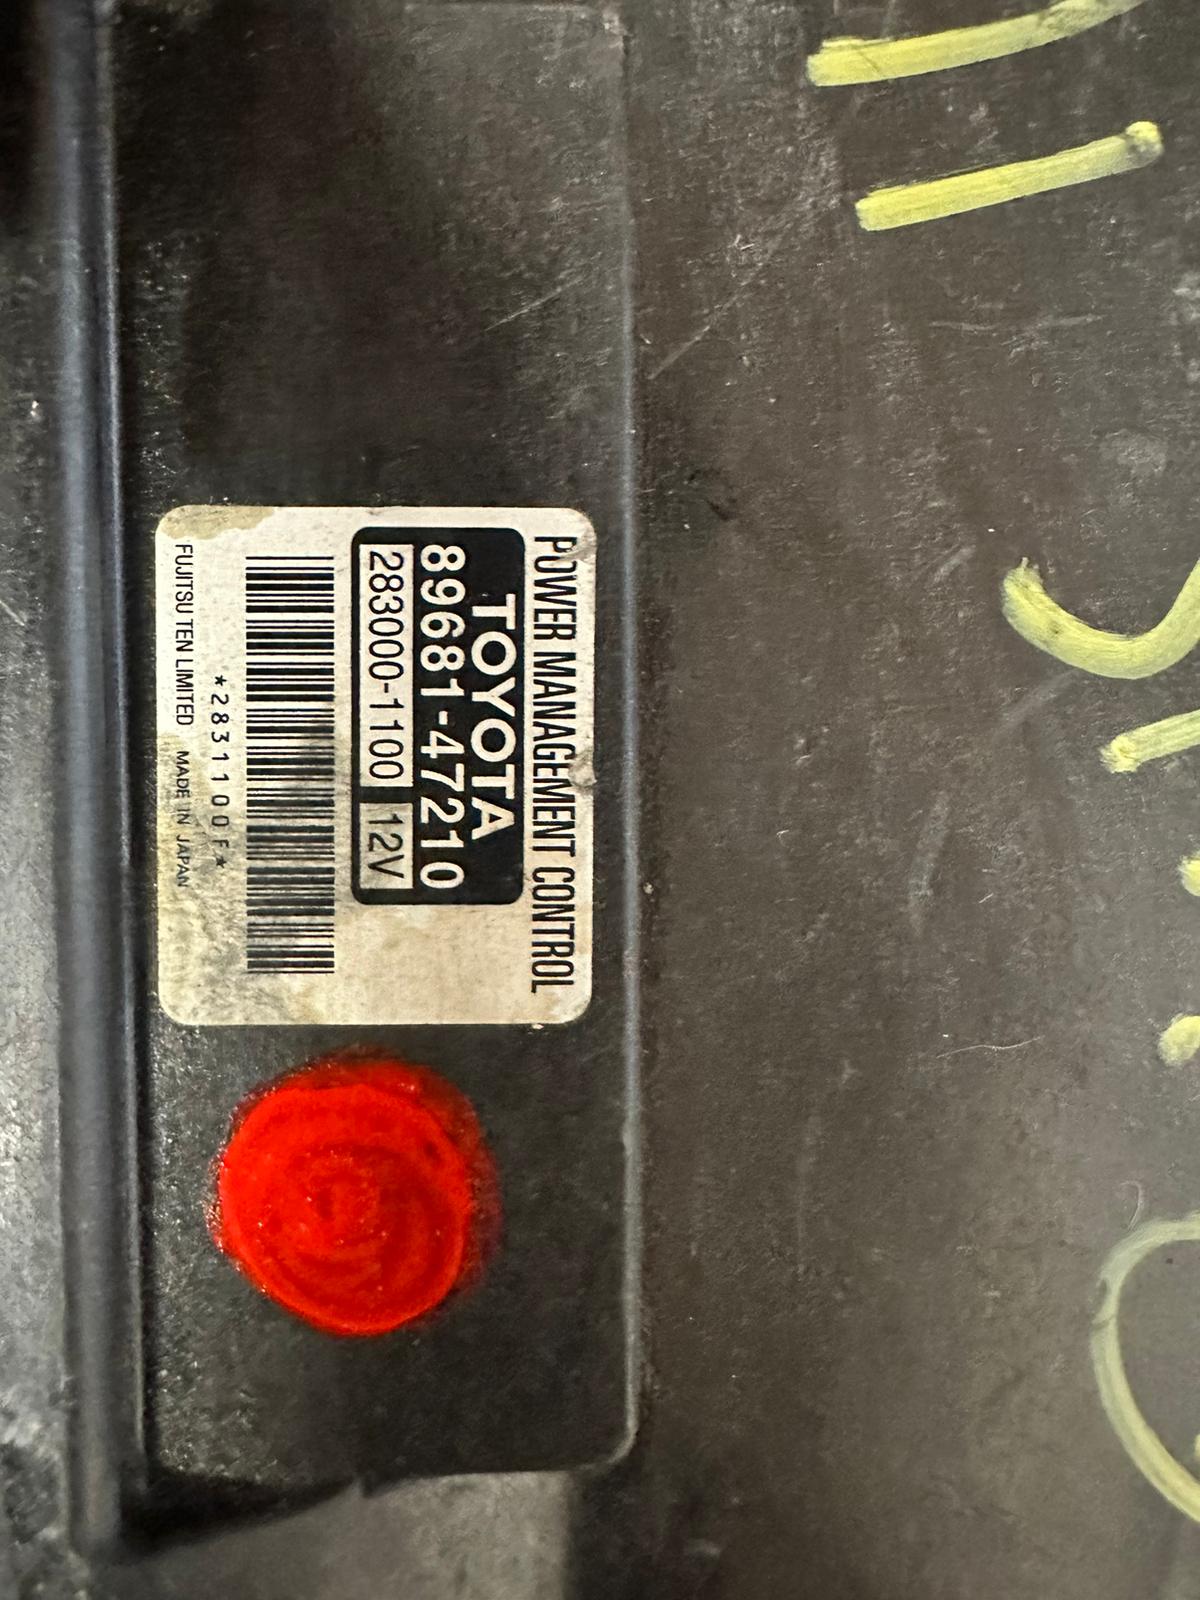 POWER MANAGEMENT CONTROL
TOYOTA
89681-47210
283000-1100 12V
*2831100F*
FUJITSU TEN LIMITED MADE IN JAPAN